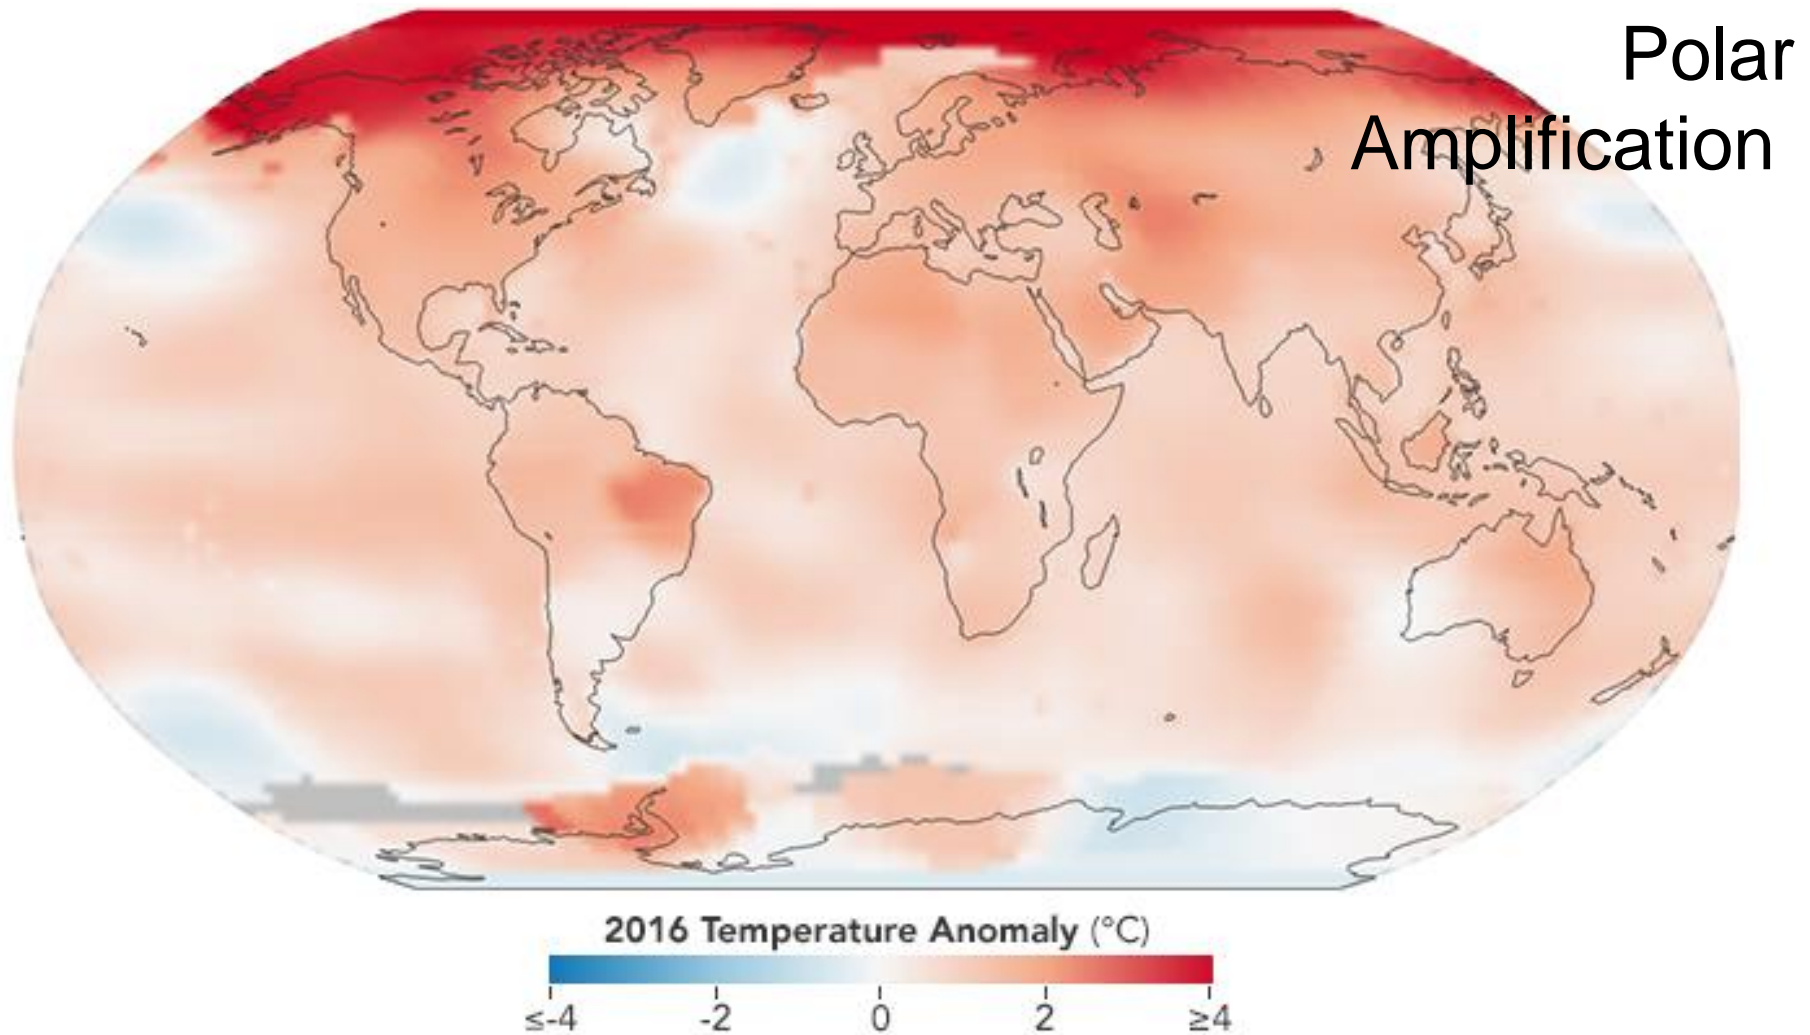 Polar
Amplification
2016 Temperature Anomaly (°C)
≤-4 -2 0 2 ≥4